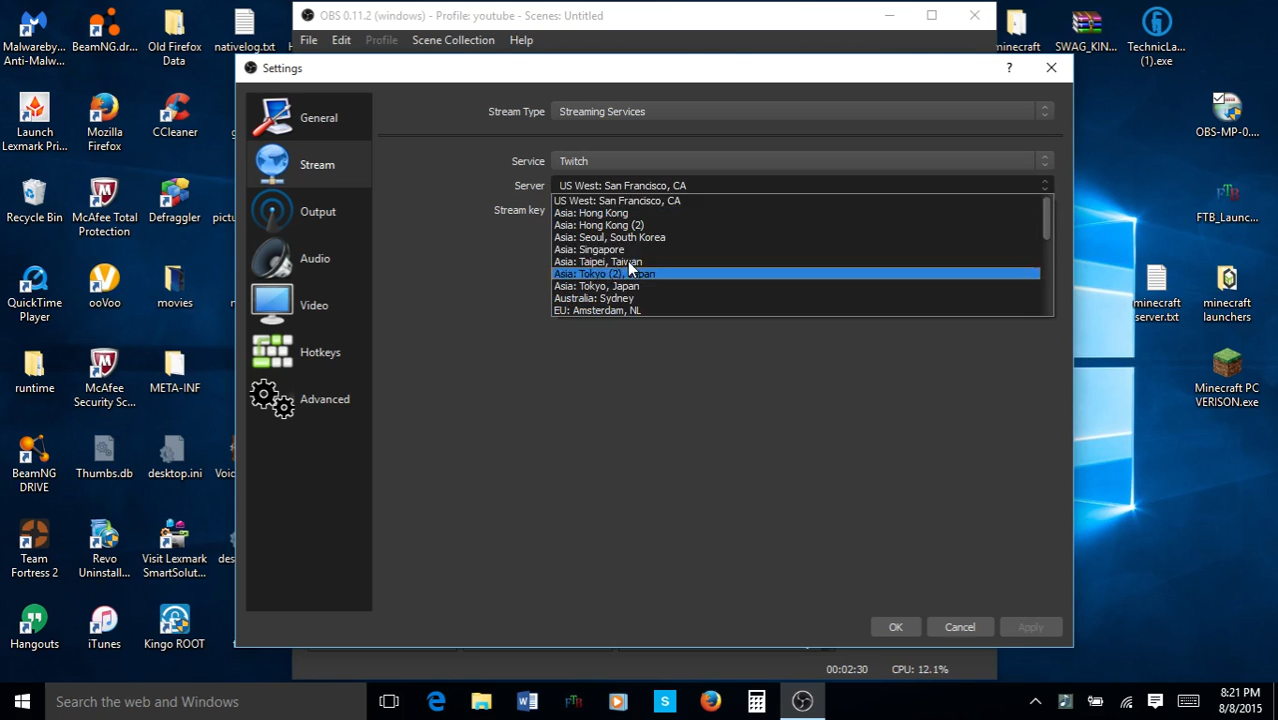 OBS 0.11.2 (windows) - Profile: youtube - Scenes: Untitled
File Edit Profile Scene Collection Help
Settings
?
General
Stream
Output
Audio
Video
Hotkeys
Advanced
Stream Type Streaming Services
Service Twitch
Server US West: San Francisco, CA
Stream key
US West: San Francisco, CA
Asia: Hong Kong
Asia: Hong Kong (2)
Asia: Seoul, South Korea
Asia: Singapore
Asia: Taipei, Taiwan
Asia: Tokyo (2), Japan
Asia: Tokyo, Japan
Australia: Sydney
EU: Amsterdam, NL
OK Cancel Apply
00:02:30 CPU: 12.1%
Malwareby...
Anti-Malw...
BeamNG.dr...
Old Firefox
Data
nativelog.txt
Launch
Lexmark Pri...
Mozilla
Firefox
CCleaner
Recycle Bin
McAfee Total
Protection
Defraggler
pictu
QuickTime
Player
ooVoo
movies
runtime
McAfee
Security Sc...
META-INF
BeamNG
DRIVE
Thumbs.db
desktop.ini
Voic
Team
Fortress 2
Revo
Uninstall...
Visit Lexmark
SmartSolut...
des
Hangouts
iTunes
Kingo ROOT
minecraft
SWAG_KIN...
TechnicLa...
(1).exe
OBS-MP-0....
FTB
FTB_Launc...
minecraft
server.txt
minecraft
launchers
Minecraft PC
VERISON.exe
Search the web and Windows
FTB
8:21 PM
8/8/2015